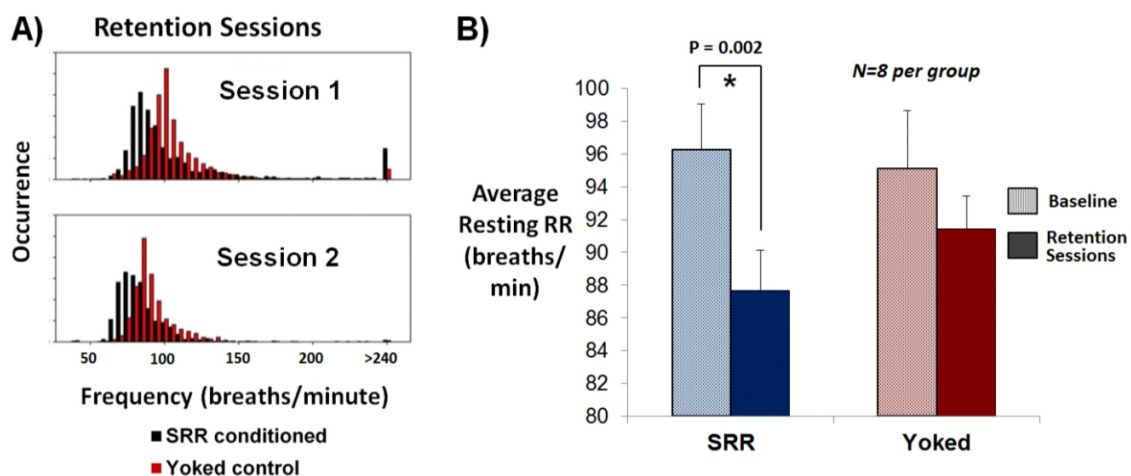 A) Retention Sessions
Session 1
Session 2
Occurrence
50 100 150 200 >240
Frequency (breaths/minute)
SRR conditioned
Yoked control
B)
P = 0.002
*
N=8 per group
Average
Resting RR
(breaths/
min)
100
98
96
94
92
90
88
86
84
82
80
SRR Yoked
Baseline
Retention
Sessions